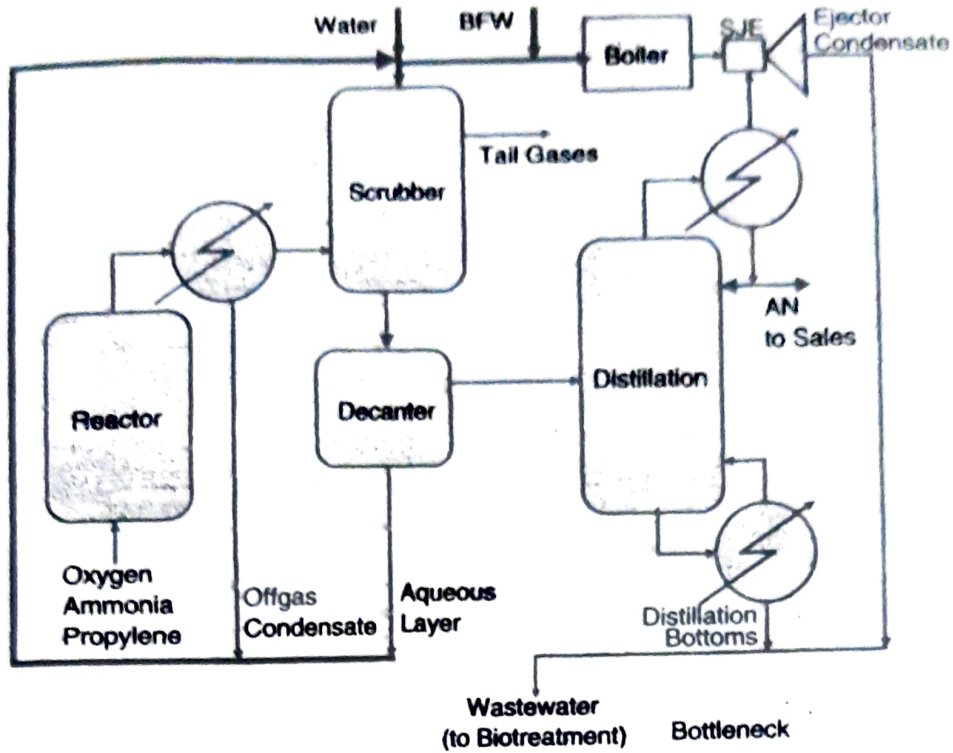 Water
BFW
SJE
Ejector
Condensate
Boiler
Tail Gases
Scrubber
AN
to Sales
Distillation
Decanter
Reactor
Oxygen
Ammonia
Propylene
Offgas
Condensate
Aqueous
Layer
Distillation
Bottoms
Wastewater
(to Biotreatment)
Bottleneck